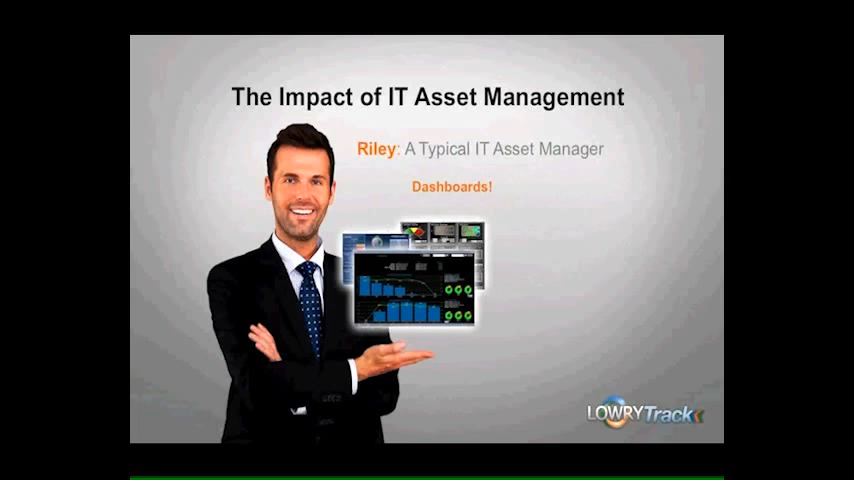 The Impact of IT Asset Management
Riley: A Typical IT Asset Manager
Dashboards!
LOWRYTrack